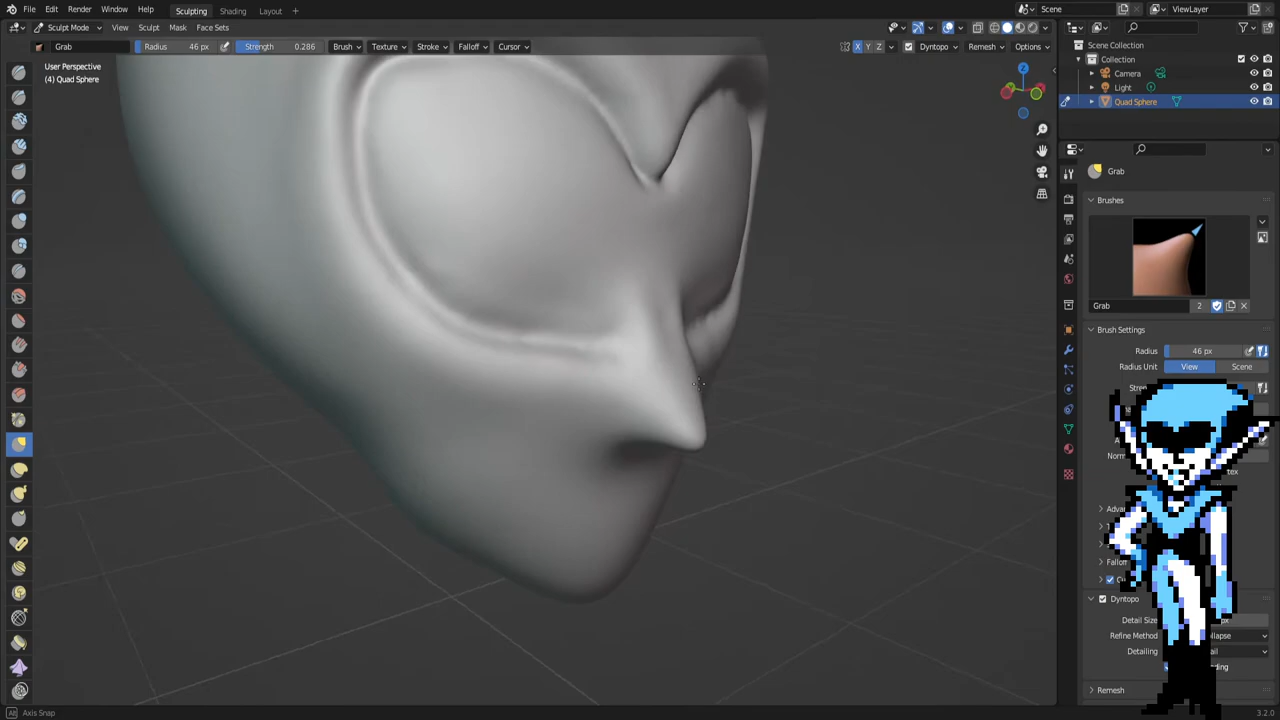 File Edit Render Window Help Sculpting Shading Layout + Scene ViewLayer
Sculpt Mode View Sculpt Mask Face Sets X Y Z
Grab Radius 46 px Strength 0.286 Brush Texture Stroke Falloff Cursor X Y Z Dyntopo Remesh Options
User Perspective
(4) Quad Sphere
Z
Scene Collection
Collection
Camera
Light
Quad Sphere
Grab
Brushes
Grab 2
Brush Settings
Radius 46 px
Radius Unit View Scene
Falloff
Dyntopo
Detail Size
Refine Method
Detailing
Remesh
Axis Snap 3.2.0